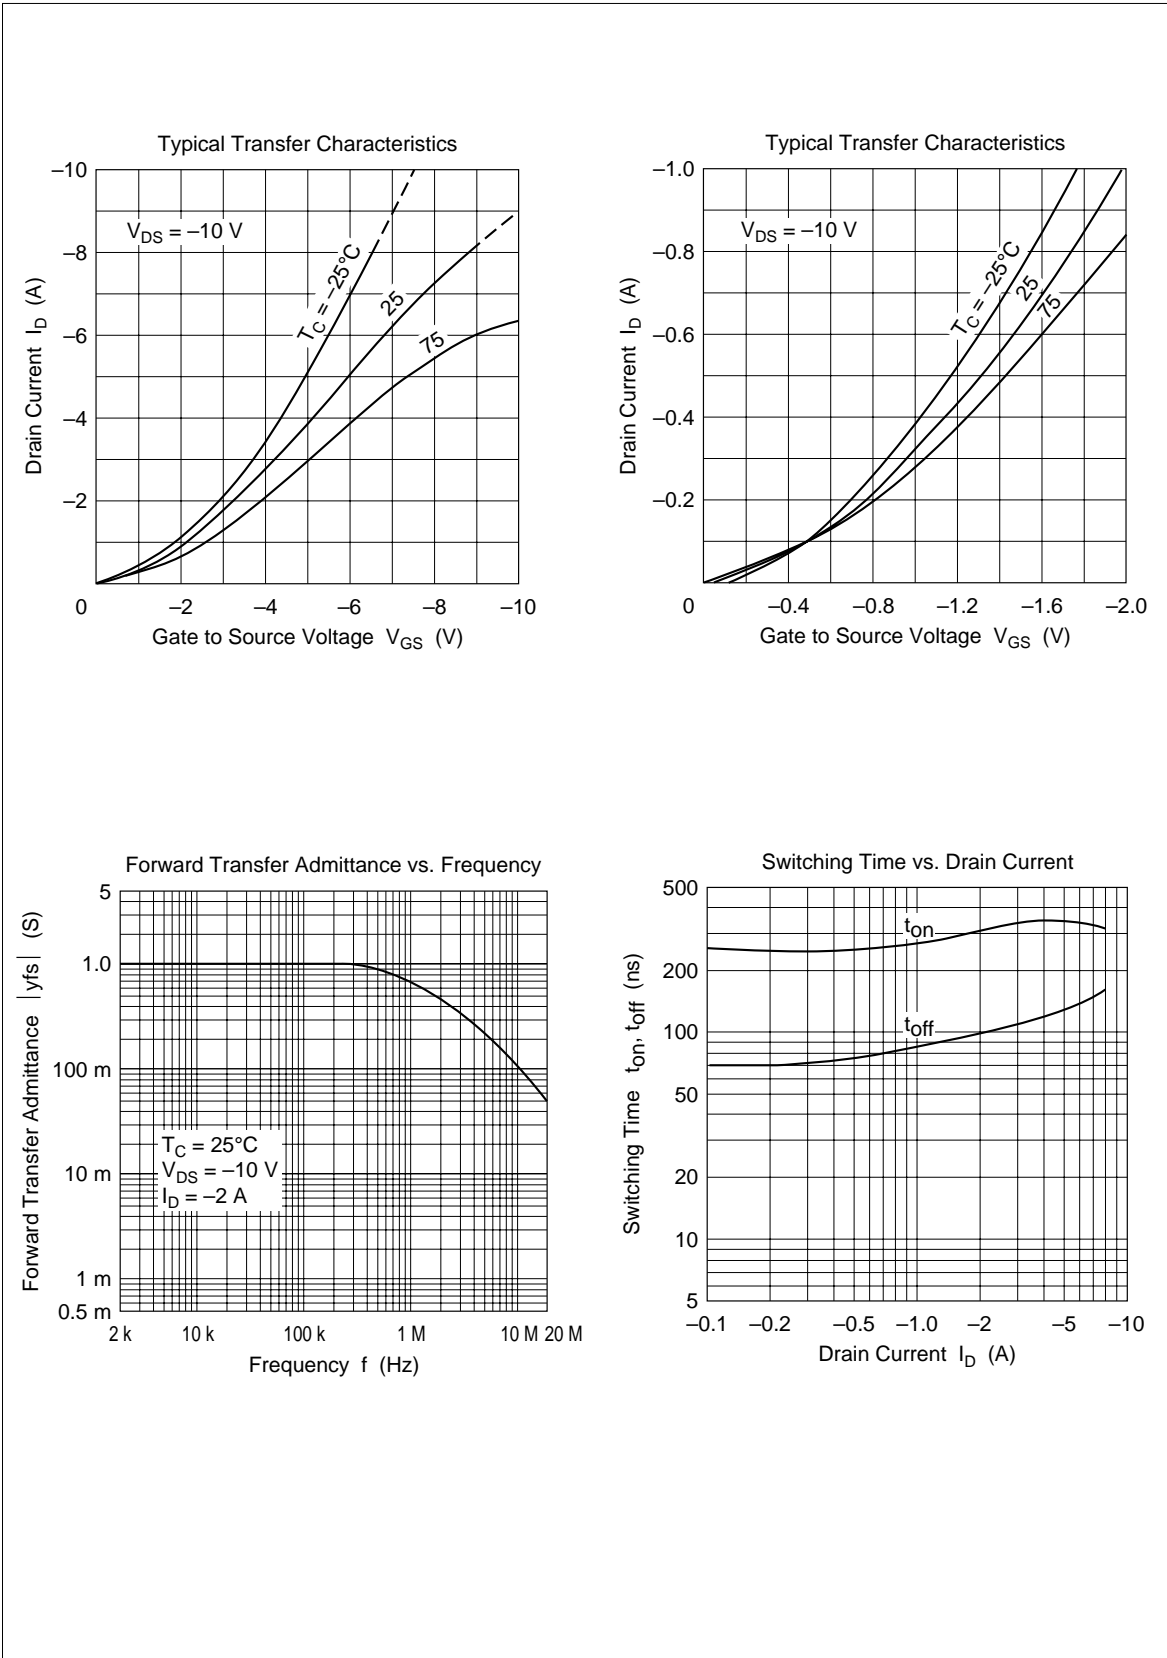 Typical Transfer Characteristics
–10
–8
–6
–4
–2
0
–2
–4
–6
–8
–10
Drain Current I_D (A)
V_DS = –10 V
T_C = –25°C
25
75
Gate to Source Voltage V_GS (V)
Typical Transfer Characteristics
–1.0
–0.8
–0.6
–0.4
–0.2
0
–0.4
–0.8
–1.2
–1.6
–2.0
Drain Current I_D (A)
V_DS = –10 V
T_C = –25°C
25
75
Gate to Source Voltage V_GS (V)
Forward Transfer Admittance vs. Frequency
5
1.0
100 m
10 m
1 m
0.5 m
2 k
10 k
100 k
1 M
10 M
20 M
Forward Transfer Admittance |yfs| (S)
T_C = 25°C
V_DS = –10 V
I_D = –2 A
Frequency f (Hz)
Switching Time vs. Drain Current
500
200
100
50
20
10
5
–0.1
–0.2
–0.5
–1.0
–2
–5
–10
Switching Time t_on, t_off (ns)
t_on
t_off
Drain Current I_D (A)